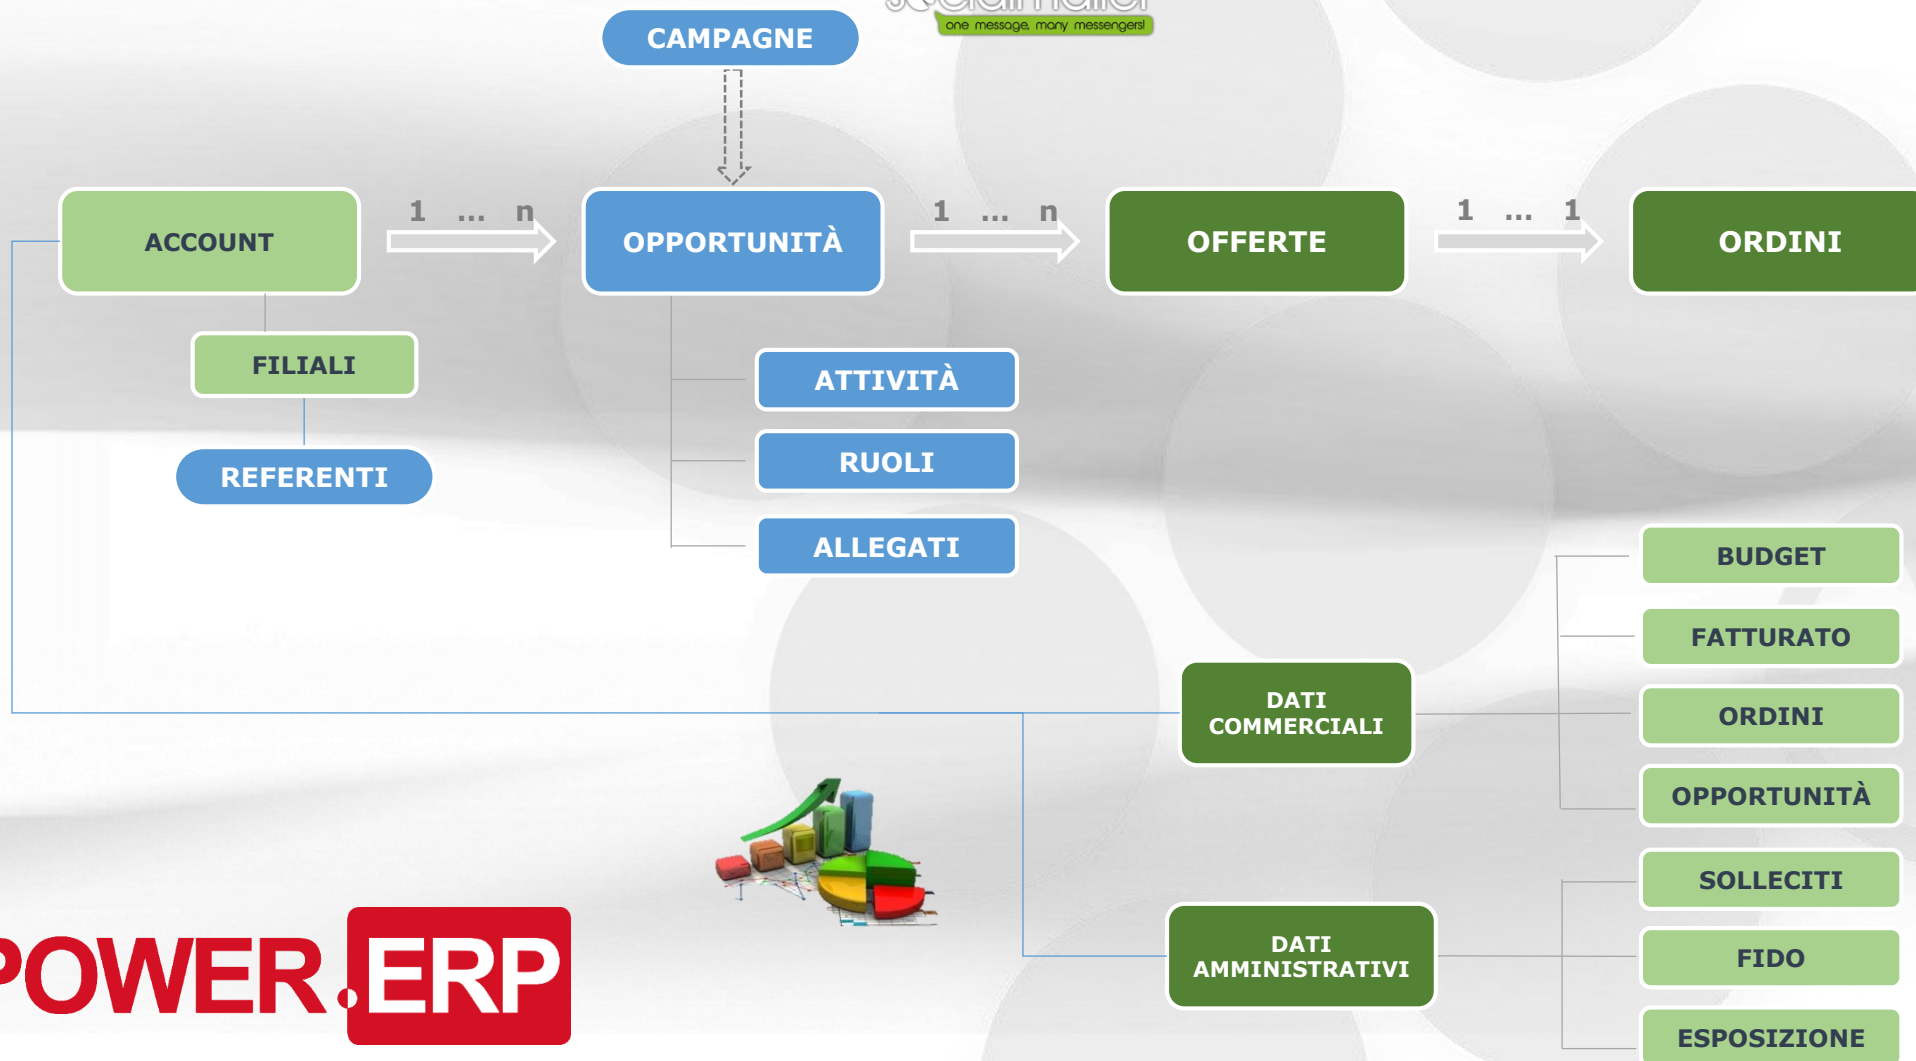 one message, many messengers!
CAMPAGNE
1 ... n
1 ... n
1 ... 1
ACCOUNT
OPPORTUNITÀ
OFFERTE
ORDINI
FILIALI
ATTIVITÀ
RUOLI
REFERENTI
ALLEGATI
BUDGET
FATTURATO
DATI
COMMERCIALI
ORDINI
OPPORTUNITÀ
SOLLECITI
DATI
AMMINISTRATIVI
FIDO
ESPOSIZIONE
POWER.ERP